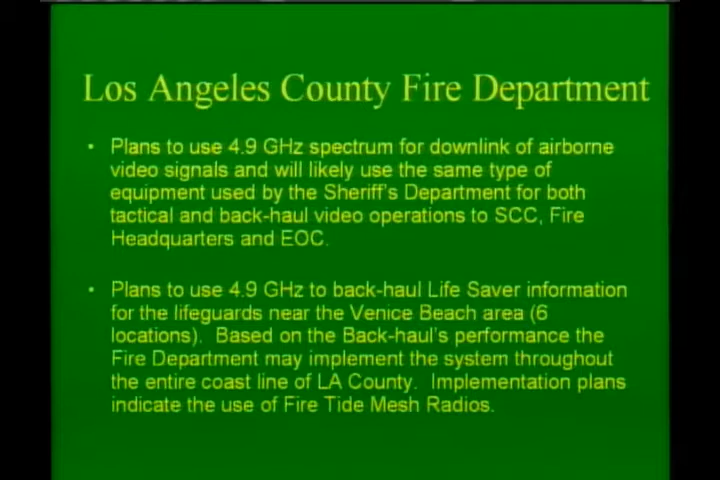 Los Angeles County Fire Department
• Plans to use 4.9 GHz spectrum for downlink of airborne
video signals and will likely use the same type of
equipment used by the Sheriff's Department for both
tactical and back-haul video operations to SCC, Fire
Headquarters and EOC.
• Plans to use 4.9 GHz to back-haul Life Saver information
for the lifeguards near the Venice Beach area (6
locations). Based on the Back-haul's performance the
Fire Department may implement the system throughout
the entire coast line of LA County. Implementation plans
indicate the use of Fire Tide Mesh Radios.